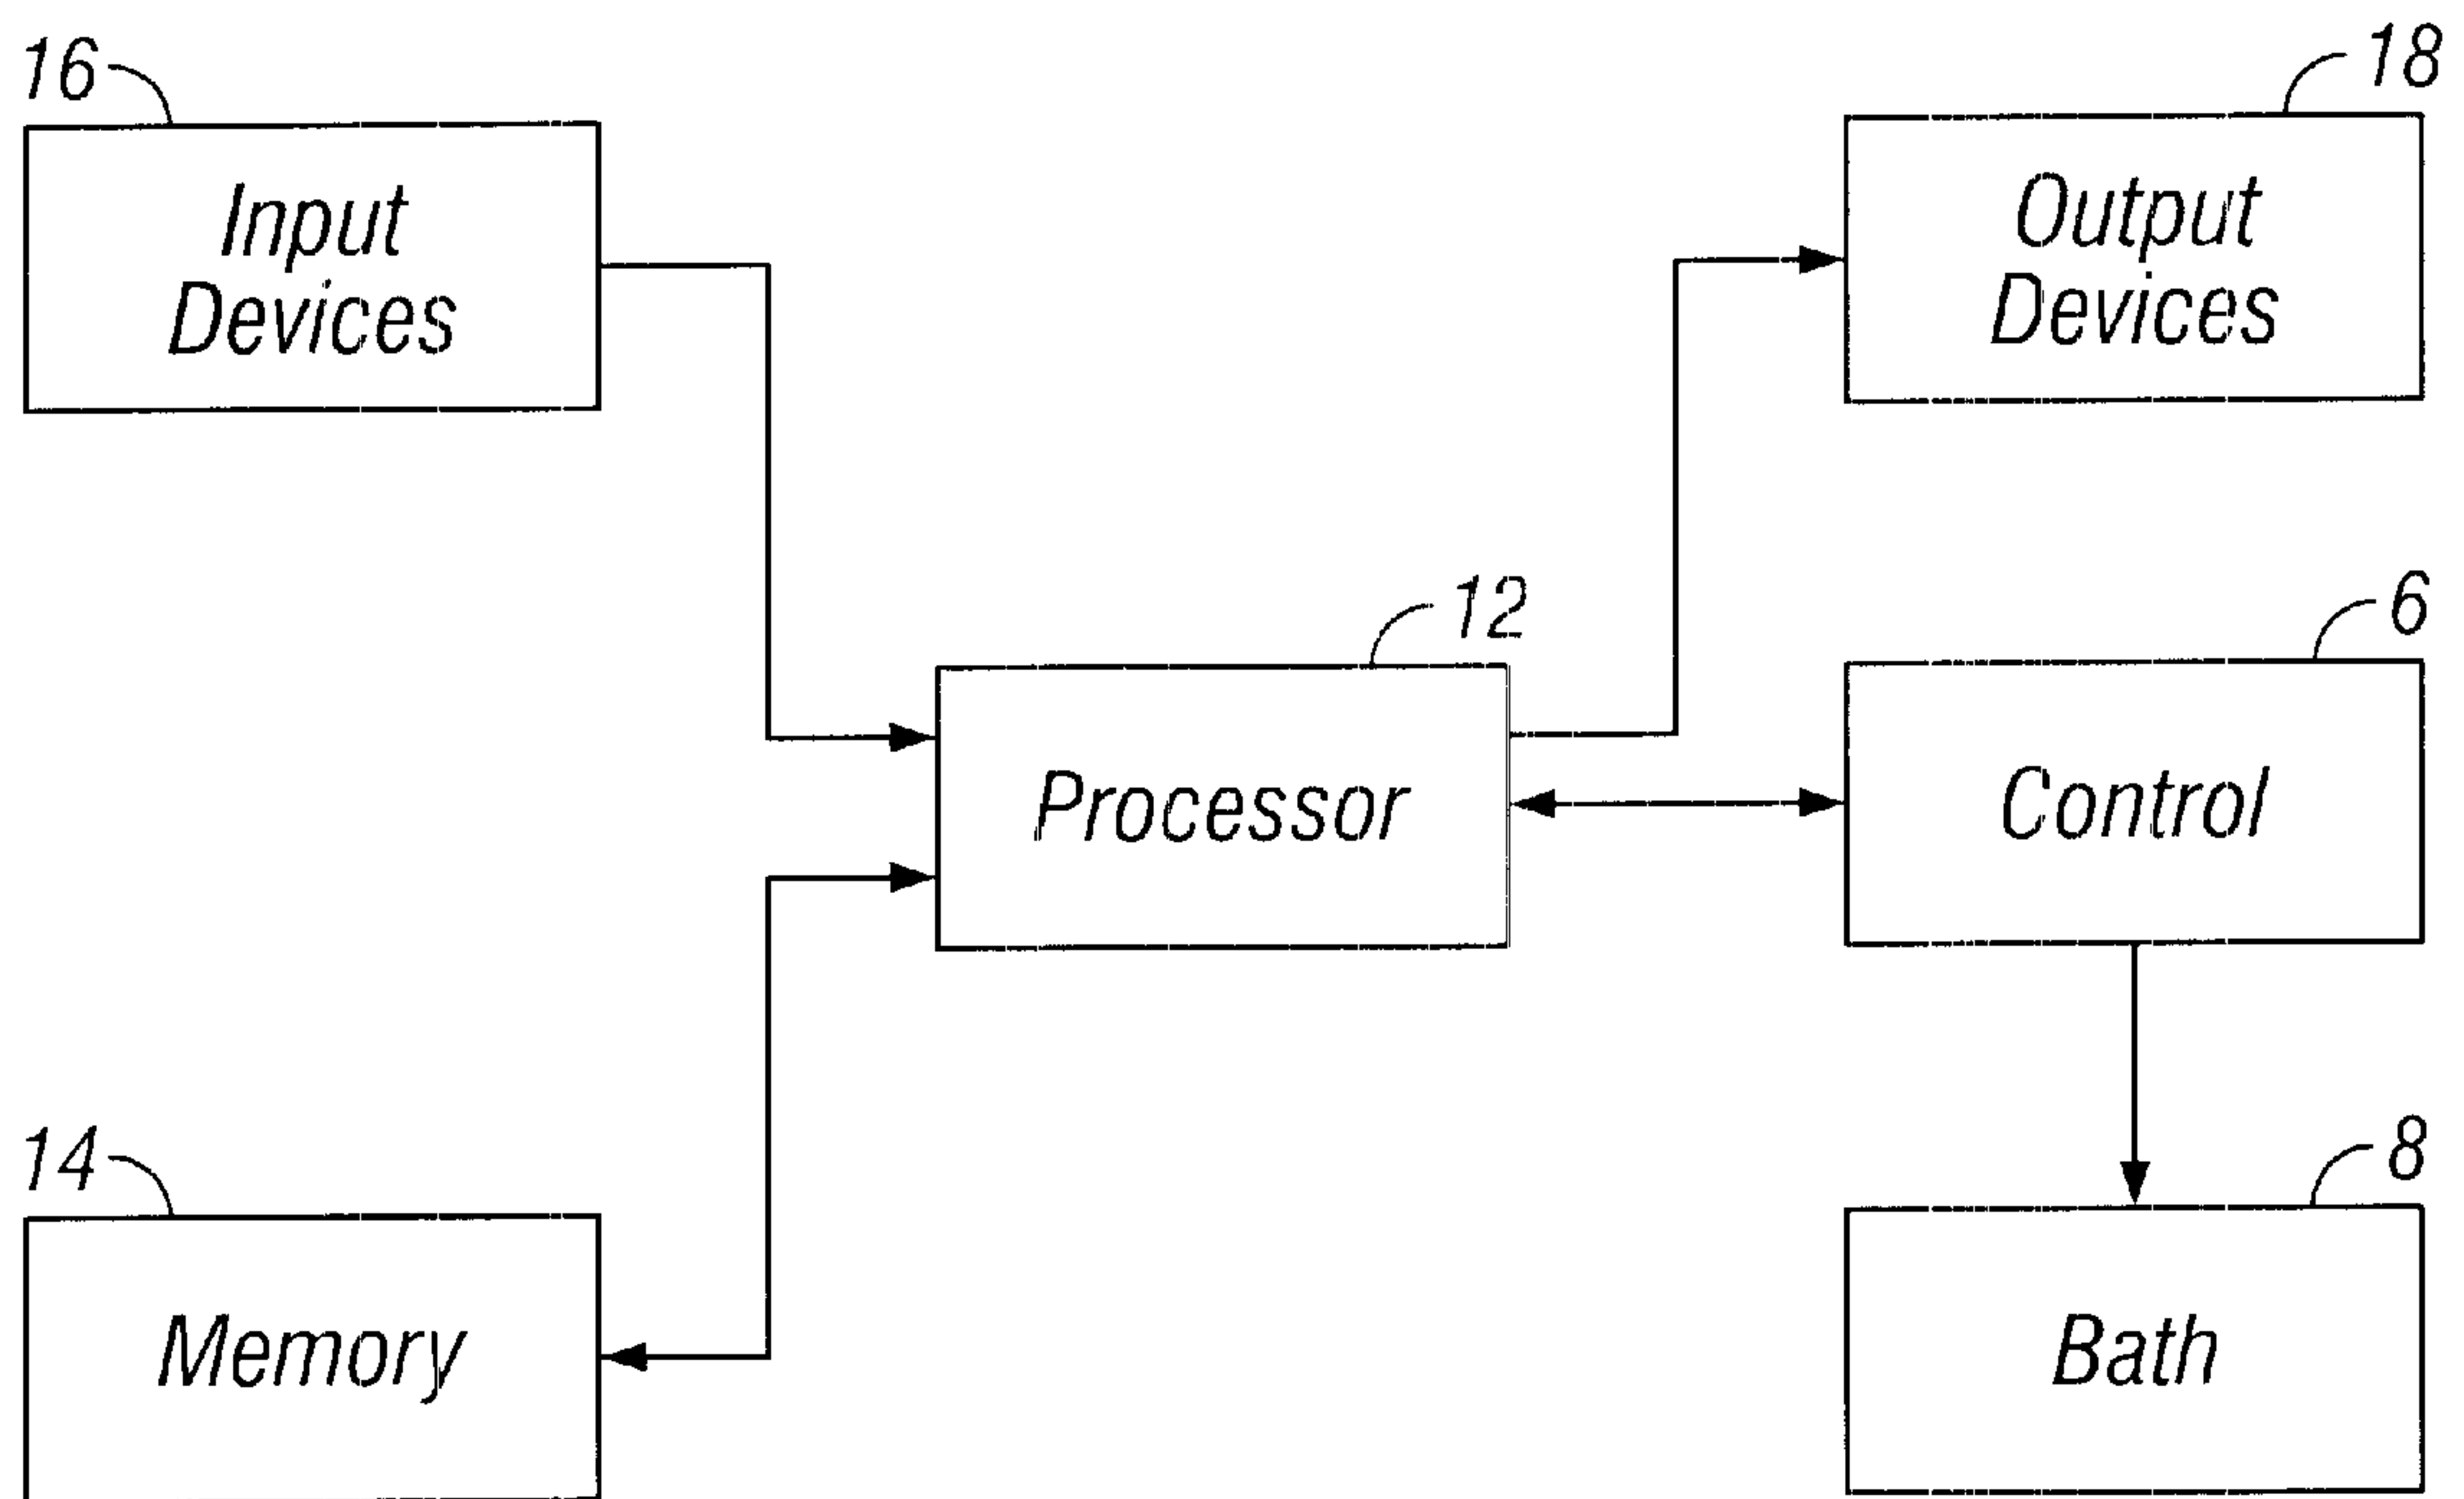 16
Input
Devices
18
Output
Devices
12
Processor
6
Control
14
Memory
8
Bath